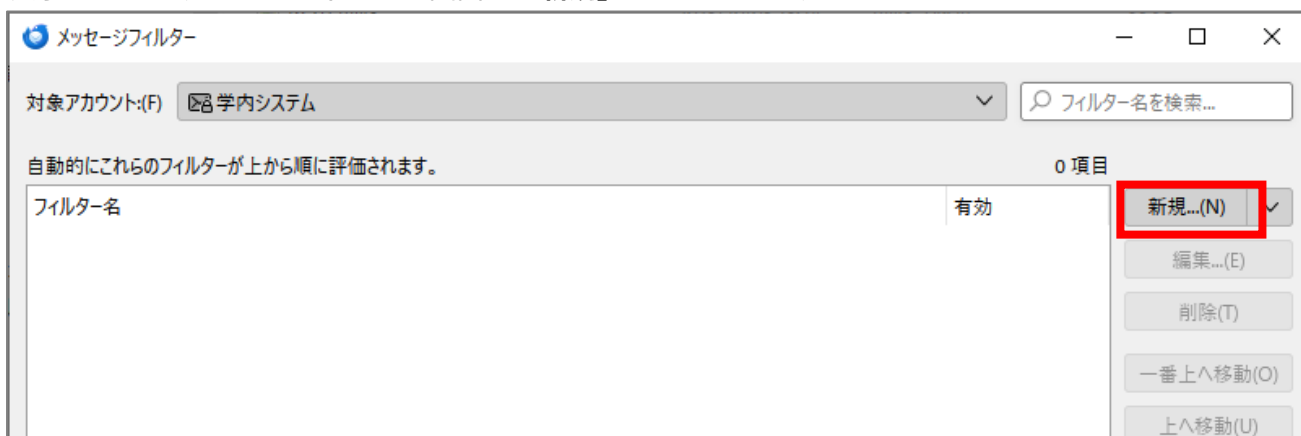 メッセージフィルター
対象アカウント:(F) 学内システム フィルター名を検索...
自動的にこれらのフィルターが上から順に評価されます。 0 項目
フィルター名 有効 新規...(N)
編集...(E)
削除(T)
一番上へ移動(O)
上へ移動(U)